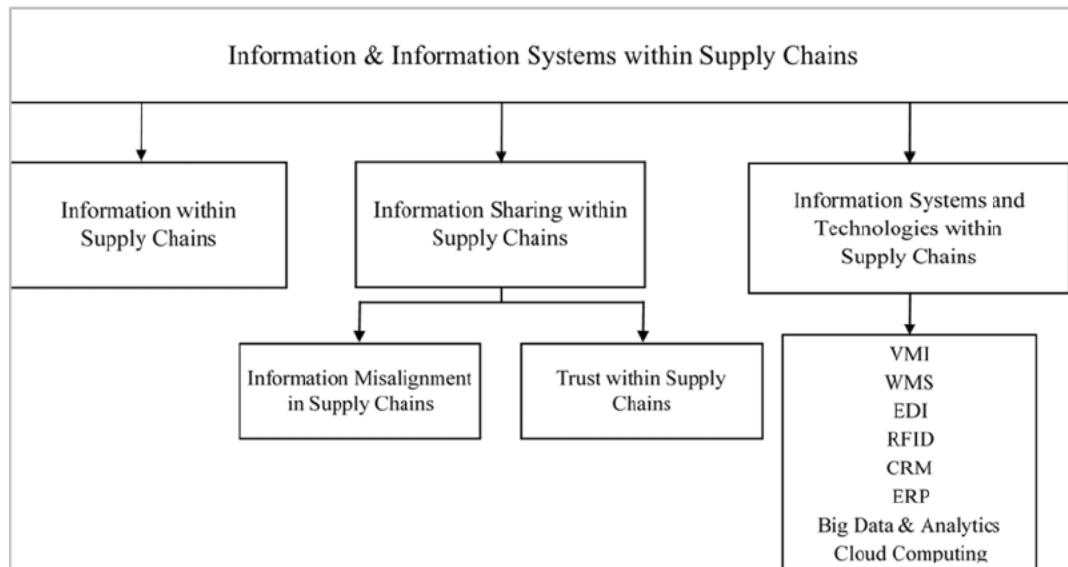 Information & Information Systems within Supply Chains
Information within
Supply Chains
Information Sharing within
Supply Chains
Information Systems and
Technologies within
Supply Chains
Information Misalignment
in Supply Chains
Trust within Supply
Chains
VMI
WMS
EDI
RFID
CRM
ERP
Big Data & Analytics
Cloud Computing